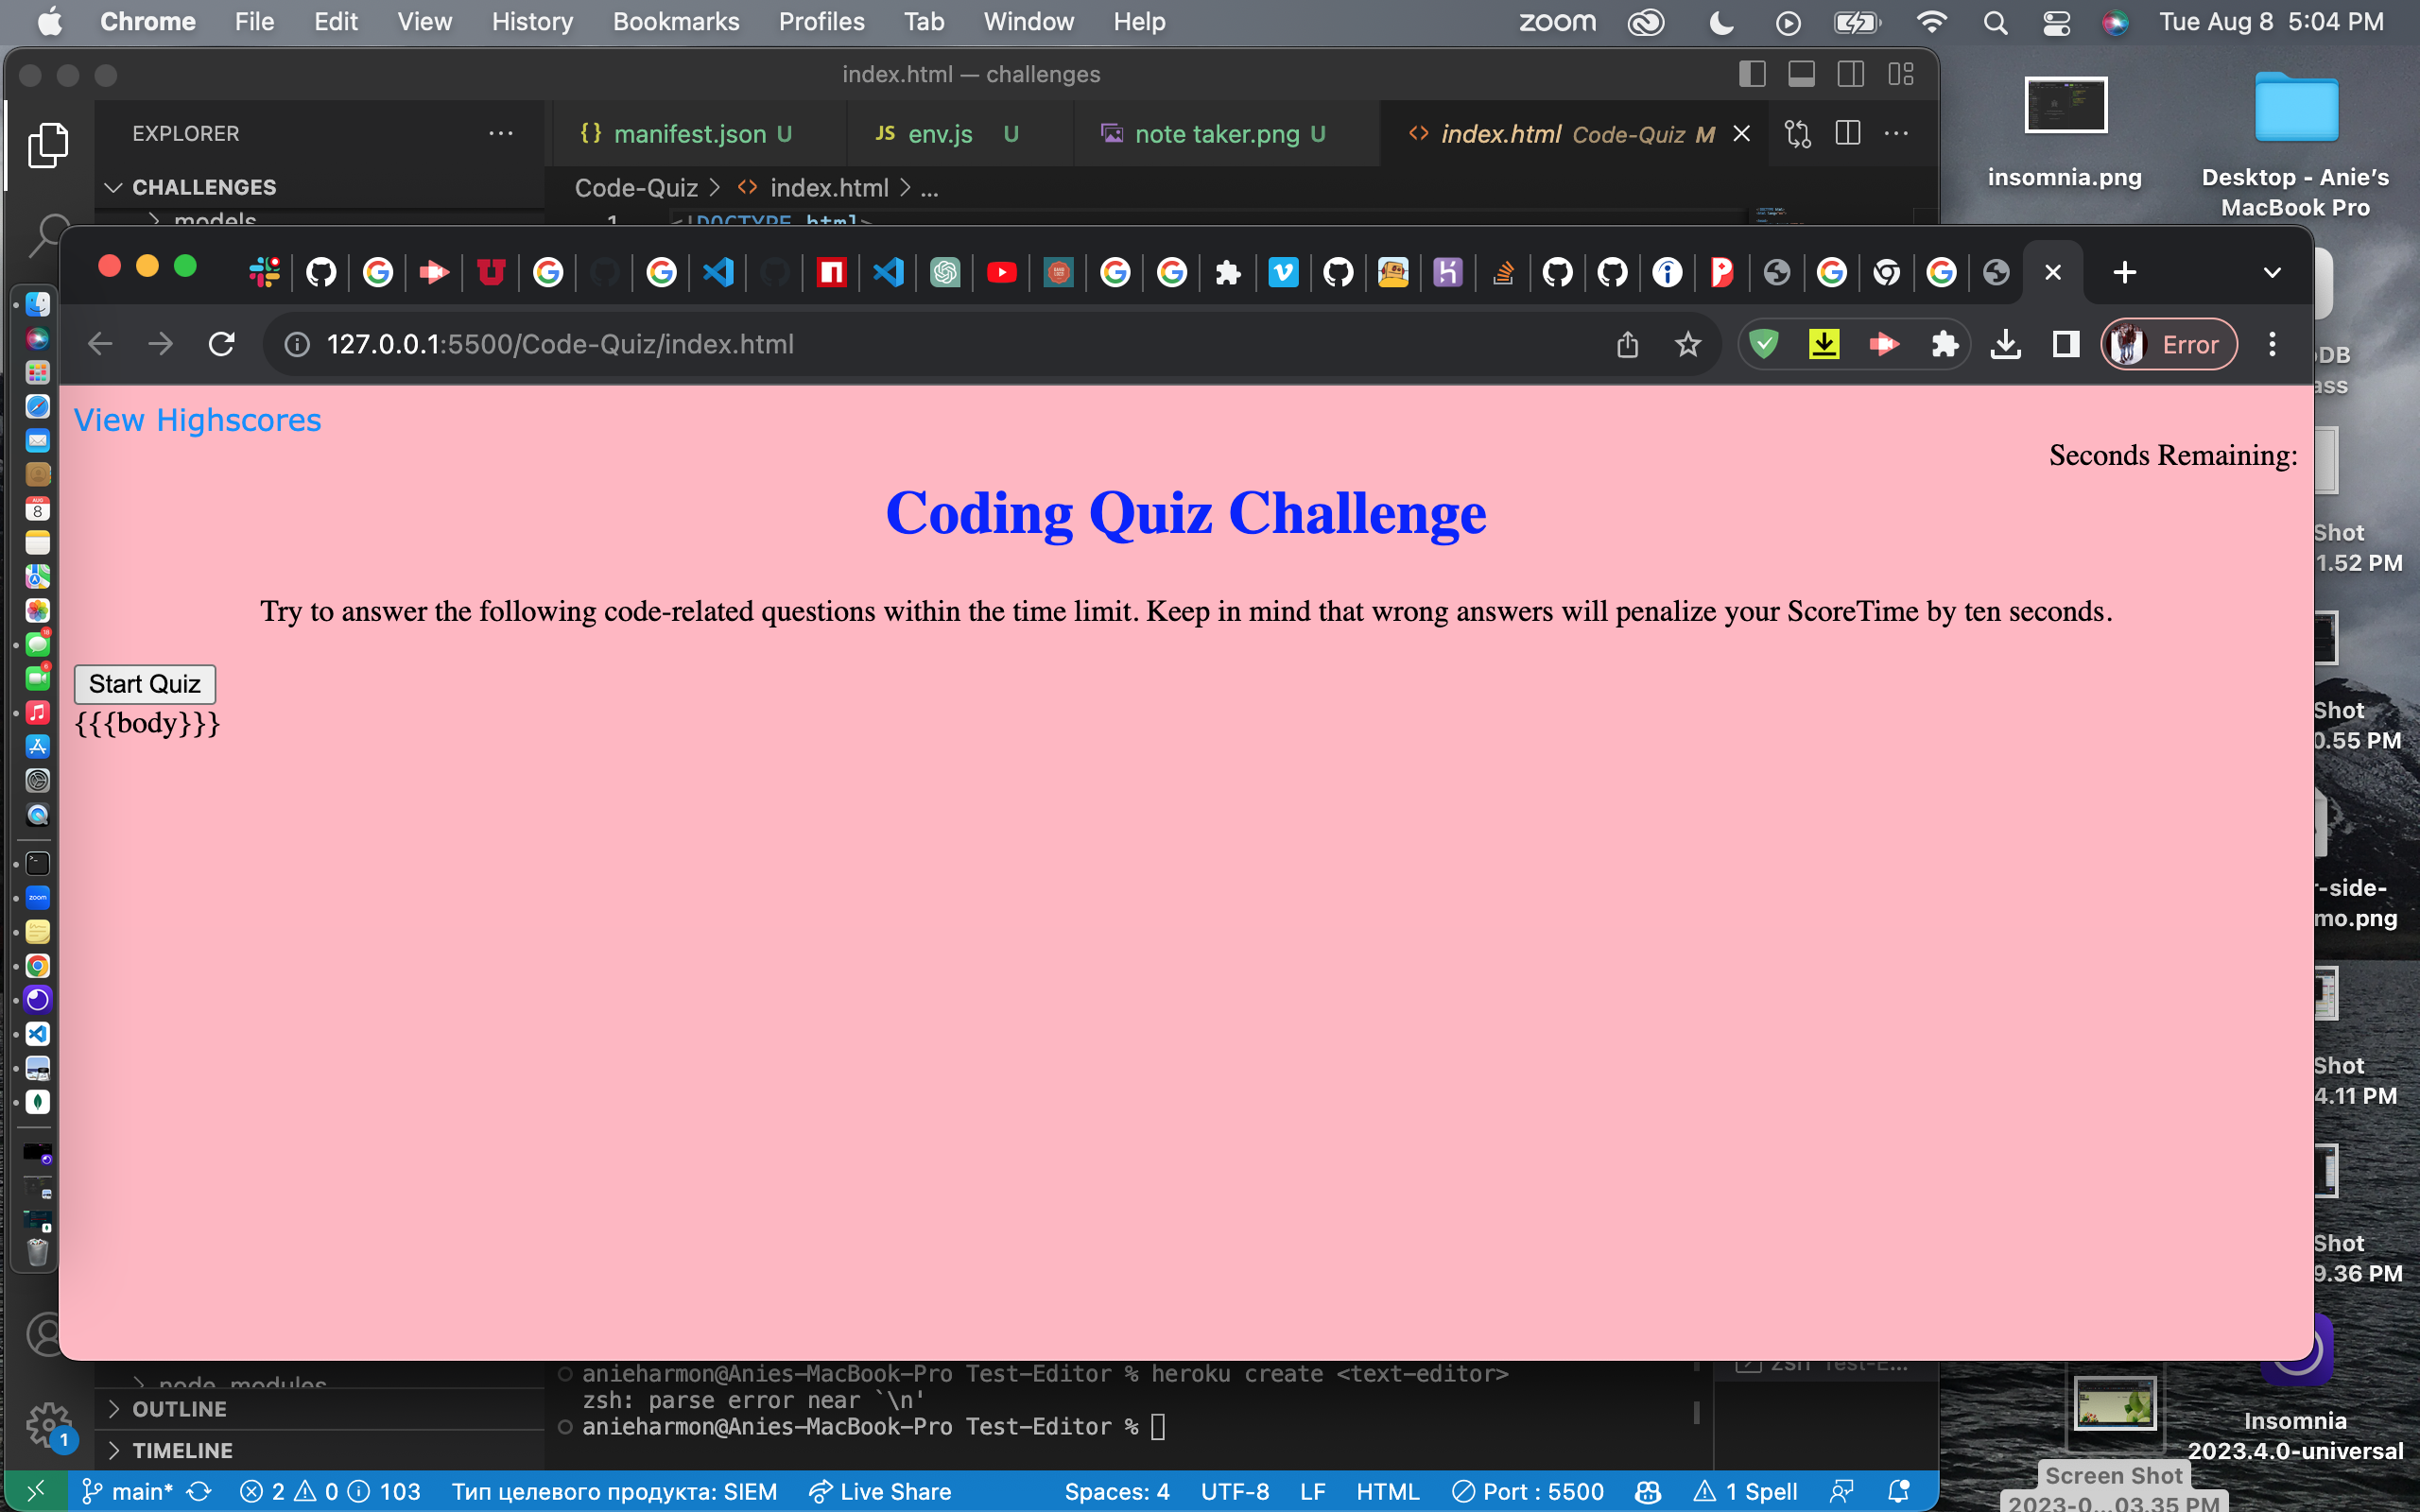 Chrome File Edit View History Bookmarks Profiles Tab Window Help zoom Tue Aug 8 5:04 PM
index.html — challenges
EXPLORER
{} manifest.json U JS env.js U note taker.png U <> index.html Code-Quiz M
CHALLENGES
Code-Quiz > <> index.html > ...
models
1 <!DOCTYPE html>
insomnia.png
Desktop - Anie's
MacBook Pro
127.0.0.1:5500/Code-Quiz/index.html
Error
DB
ass
View Highscores
Seconds Remaining:
Coding Quiz Challenge
Try to answer the following code-related questions within the time limit. Keep in mind that wrong answers will penalize your ScoreTime by ten seconds.
Start Quiz
{{{body}}}
Shot
1.52 PM
Shot
0.55 PM
r-side-
mo.png
Shot
4.11 PM
Shot
9.36 PM
node_modules
OUTLINE
TIMELINE
anieharmon@Anies-MacBook-Pro Test-Editor % heroku create <text-editor>
zsh: parse error near `\n'
anieharmon@Anies-MacBook-Pro Test-Editor %
zsh Test-E...
Insomnia
2023.4.0-universal
Screen Shot
2023-0...03.35 PM
1
main* 2 0 103 Тип целевого продукта: SIEM Live Share Spaces: 4 UTF-8 LF HTML Port : 5500 1 Spell